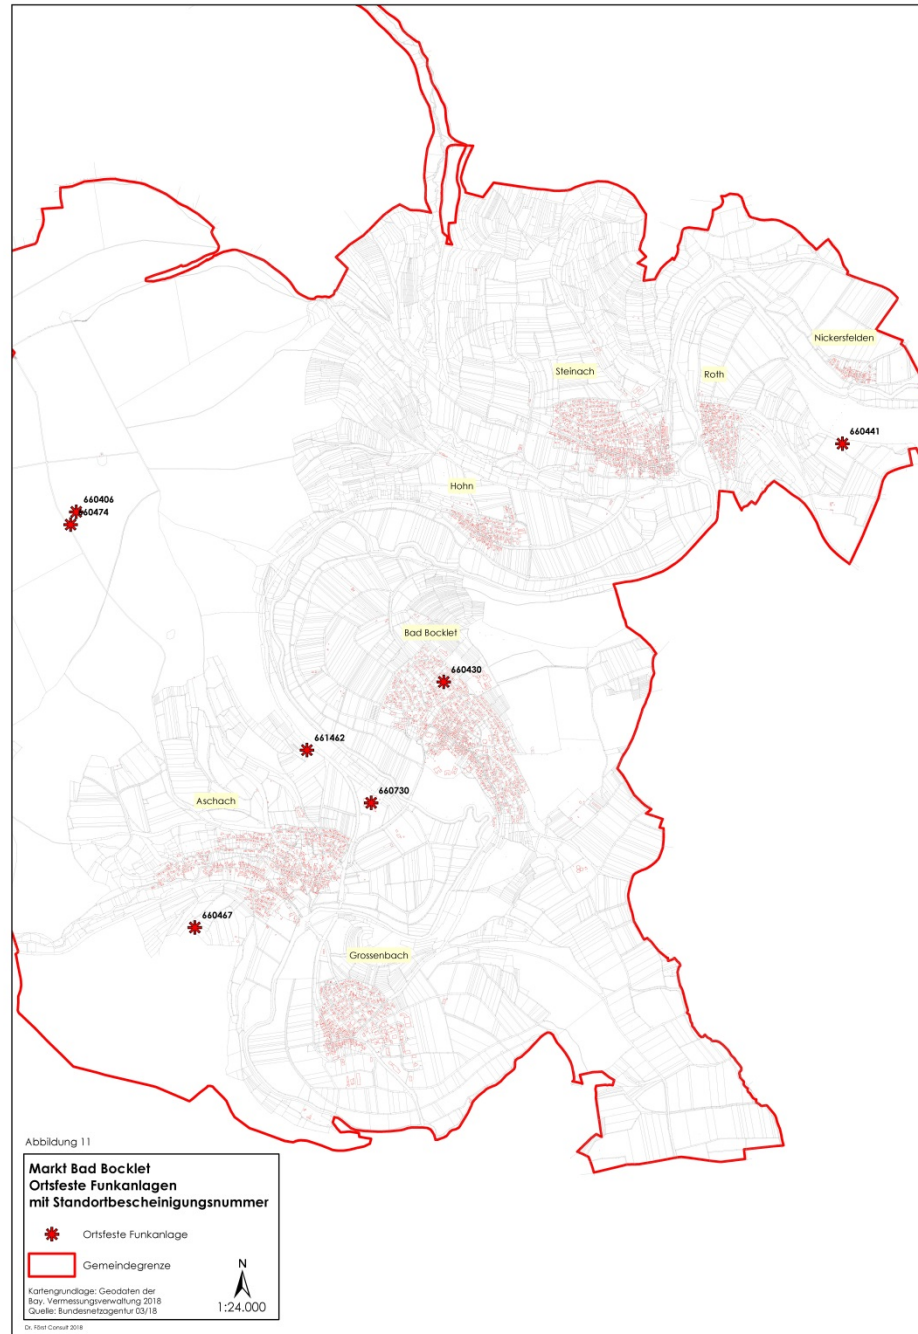 Nickersfelden
Steinach
Roth
660441
Hohn
660406
660474
Bad Bocklet
660430
661462
660730
Aschach
660467
Grossenbach
Abbildung 11
Markt Bad Bocklet
Ortsfeste Funkanlagen
mit Standortbescheinigungsnummer
Ortsfeste Funkanlage
Gemeindegrenze
Kartengrundlage: Geodaten der
Bay. Vermessungsverwaltung 2018
Quelle: Bundesnetzagentur 03/18
N
1:24.000
Dr. Först Consult 2018